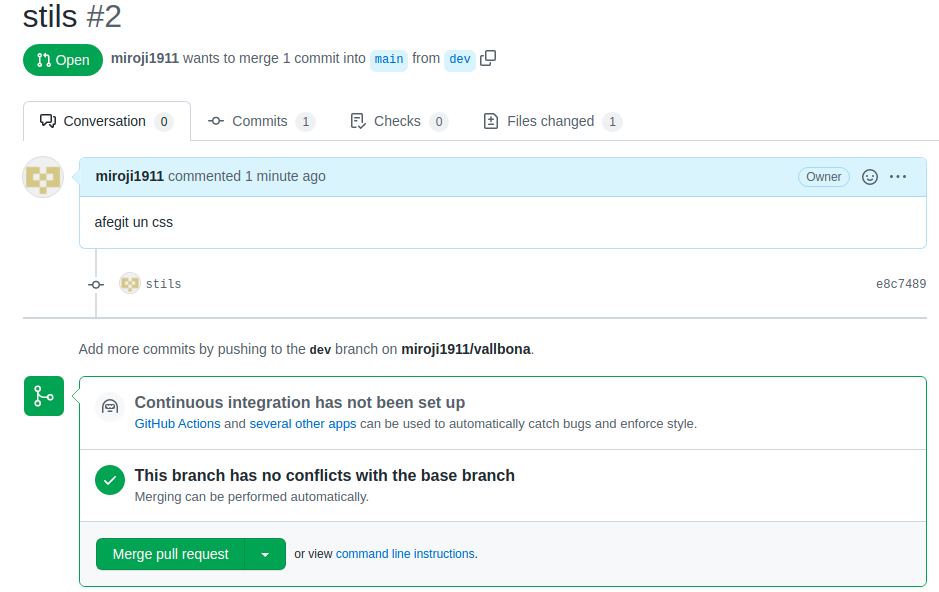 stils #2
Open miroji1911 wants to merge 1 commit into main from dev
Conversation 0 Commits 1 Checks 0 Files changed 1
miroji1911 commented 1 minute ago Owner
afegit un css
stils e8c7489
Add more commits by pushing to the dev branch on miroji1911/vallbona.
Continuous integration has not been set up
GitHub Actions and several other apps can be used to automatically catch bugs and enforce style.
This branch has no conflicts with the base branch
Merging can be performed automatically.
Merge pull request or view command line instructions.